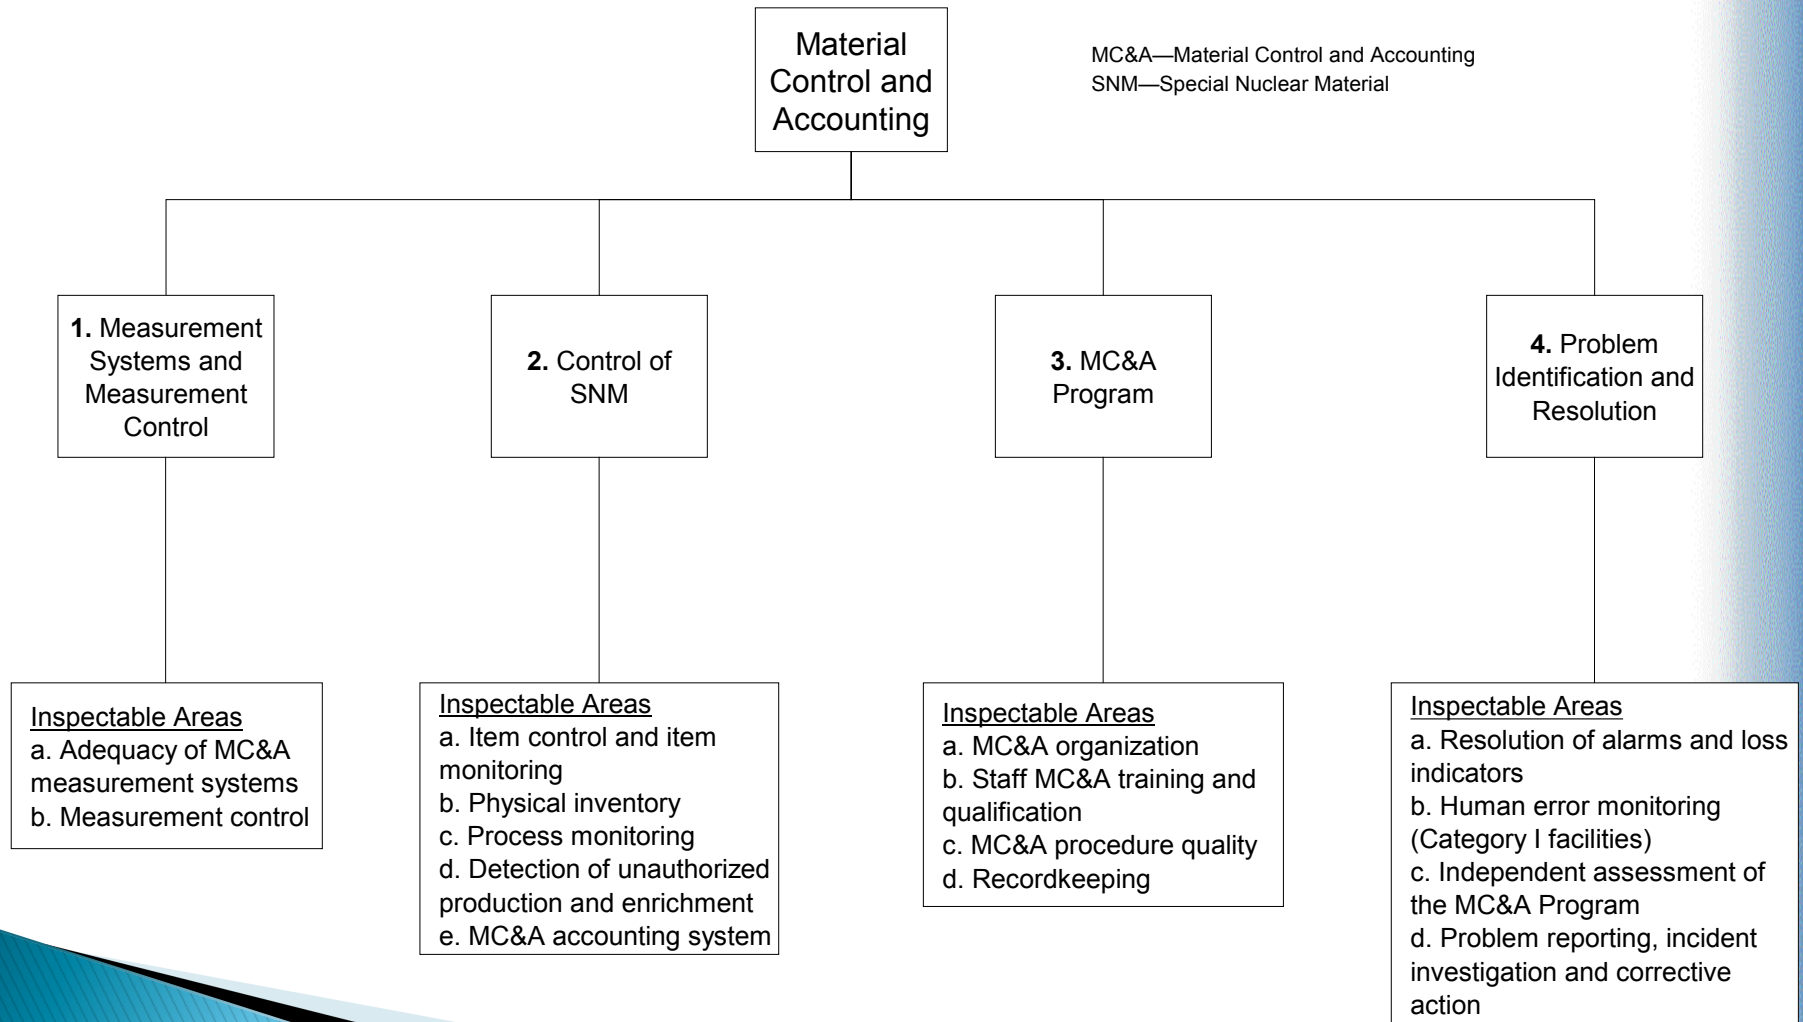 Material
Control and
Accounting
MC&A—Material Control and Accounting
SNM—Special Nuclear Material
1. Measurement
Systems and
Measurement
Control
2. Control of
SNM
3. MC&A
Program
4. Problem
Identification and
Resolution
Inspectable Areas
a. Adequacy of MC&A
measurement systems
b. Measurement control
Inspectable Areas
a. Item control and item
monitoring
b. Physical inventory
c. Process monitoring
d. Detection of unauthorized
production and enrichment
e. MC&A accounting system
Inspectable Areas
a. MC&A organization
b. Staff MC&A training and
qualification
c. MC&A procedure quality
d. Recordkeeping
Inspectable Areas
a. Resolution of alarms and loss
indicators
b. Human error monitoring
(Category I facilities)
c. Independent assessment of
the MC&A Program
d. Problem reporting, incident
investigation and corrective
action